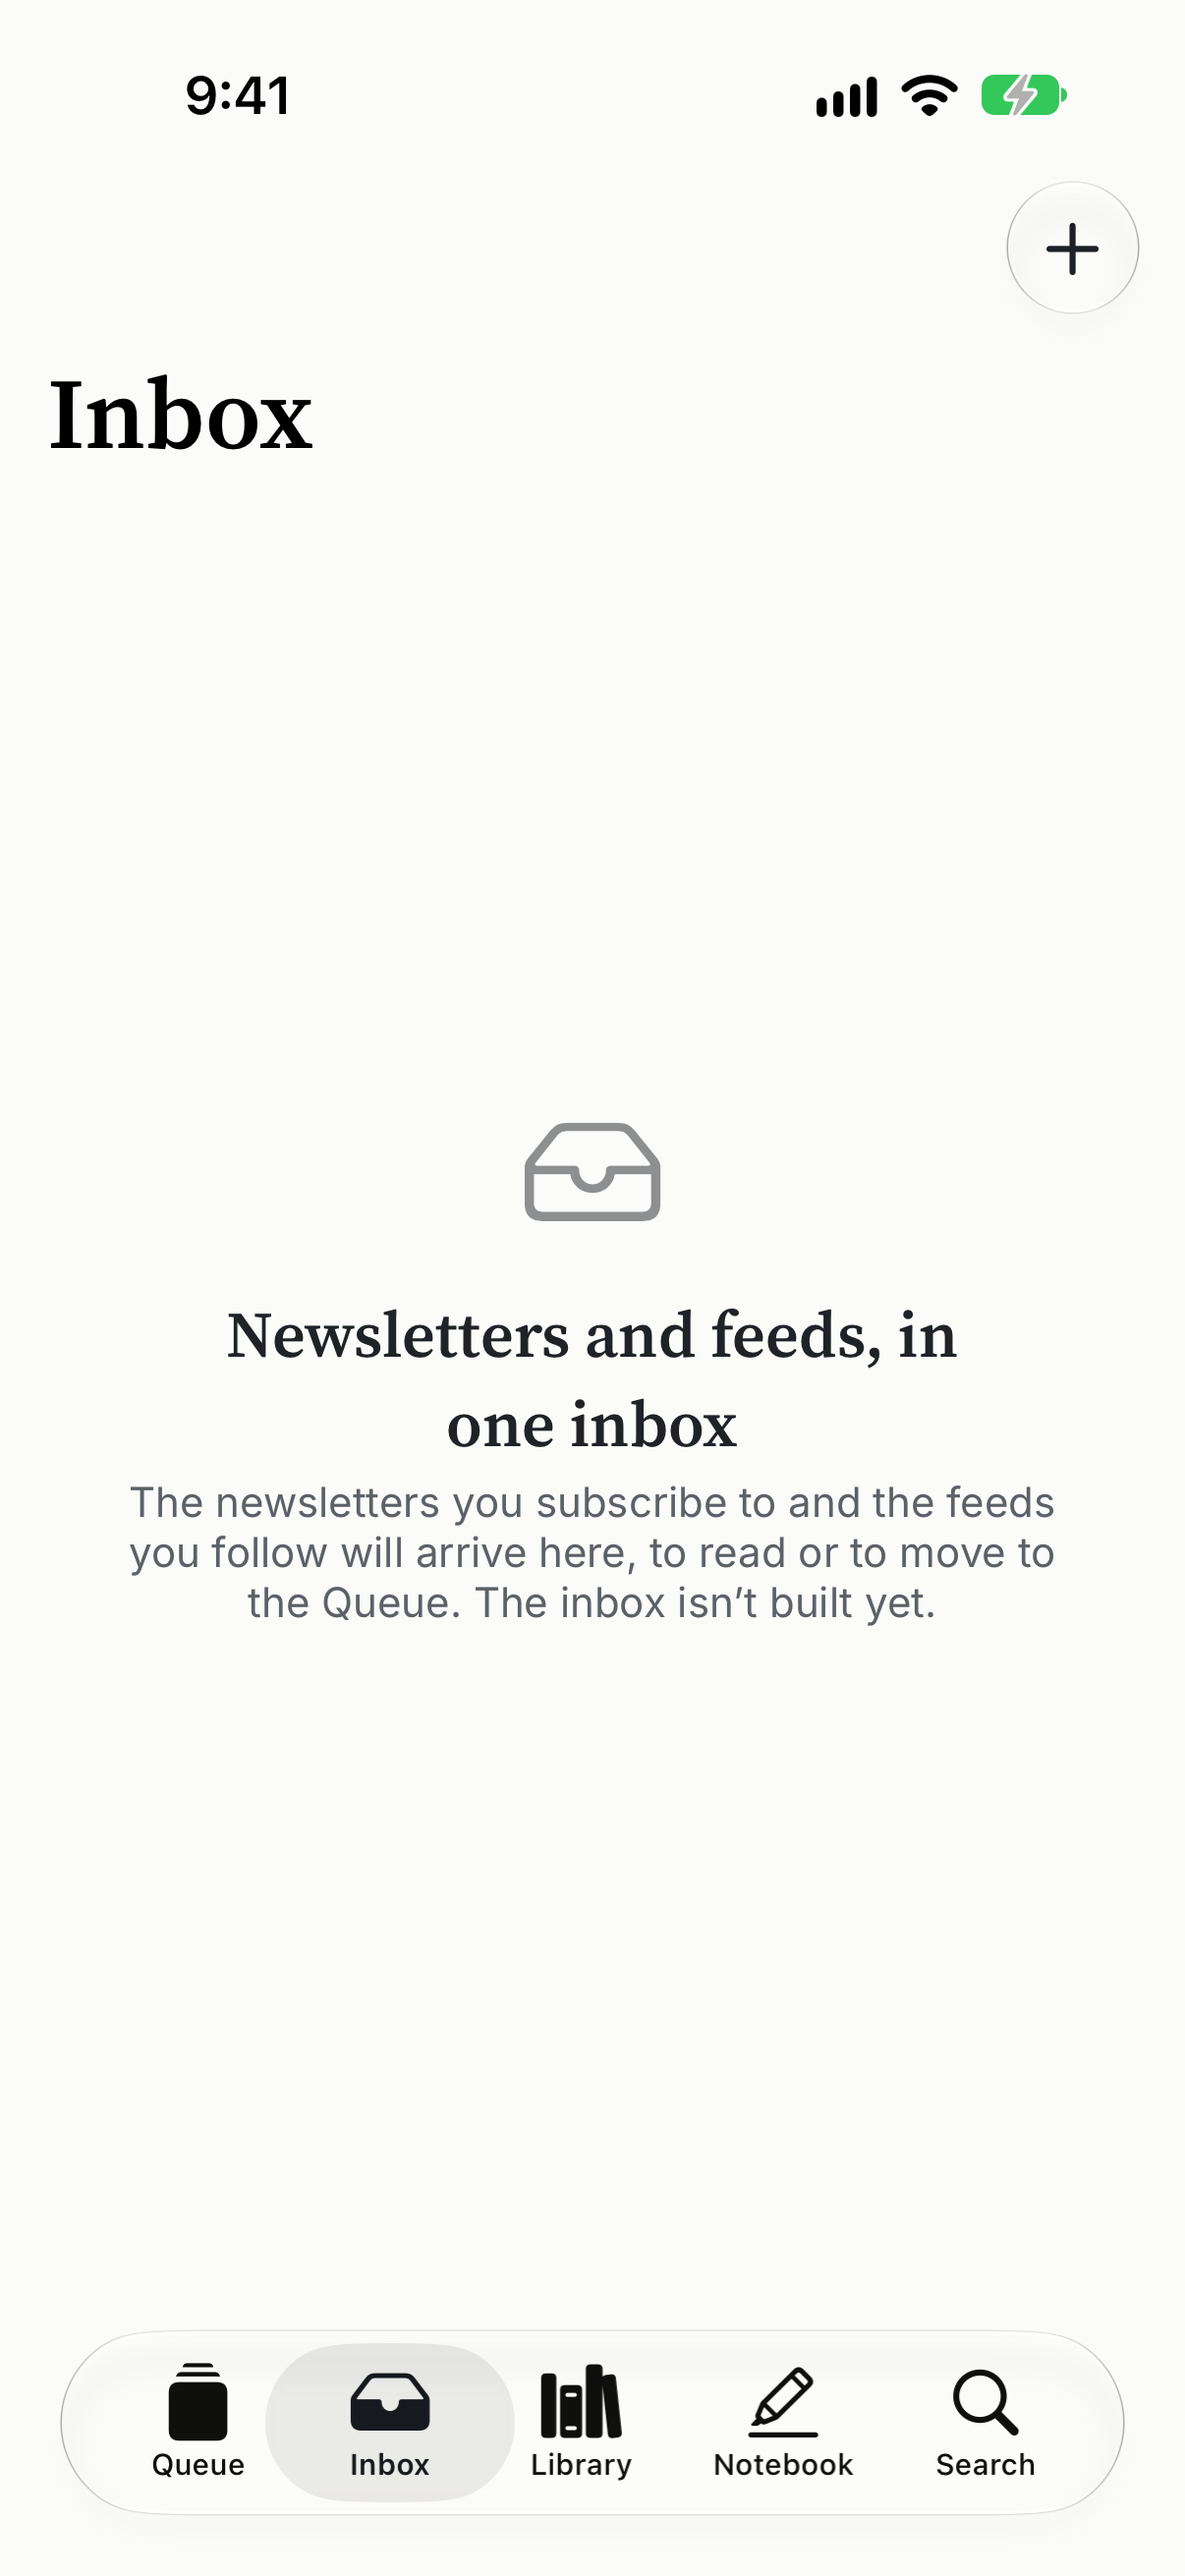 9:41
Inbox
Newsletters and feeds, in
one inbox
The newsletters you subscribe to and the feeds
you follow will arrive here, to read or to move to
the Queue. The inbox isn’t built yet.
Queue
Inbox
Library
Notebook
Search